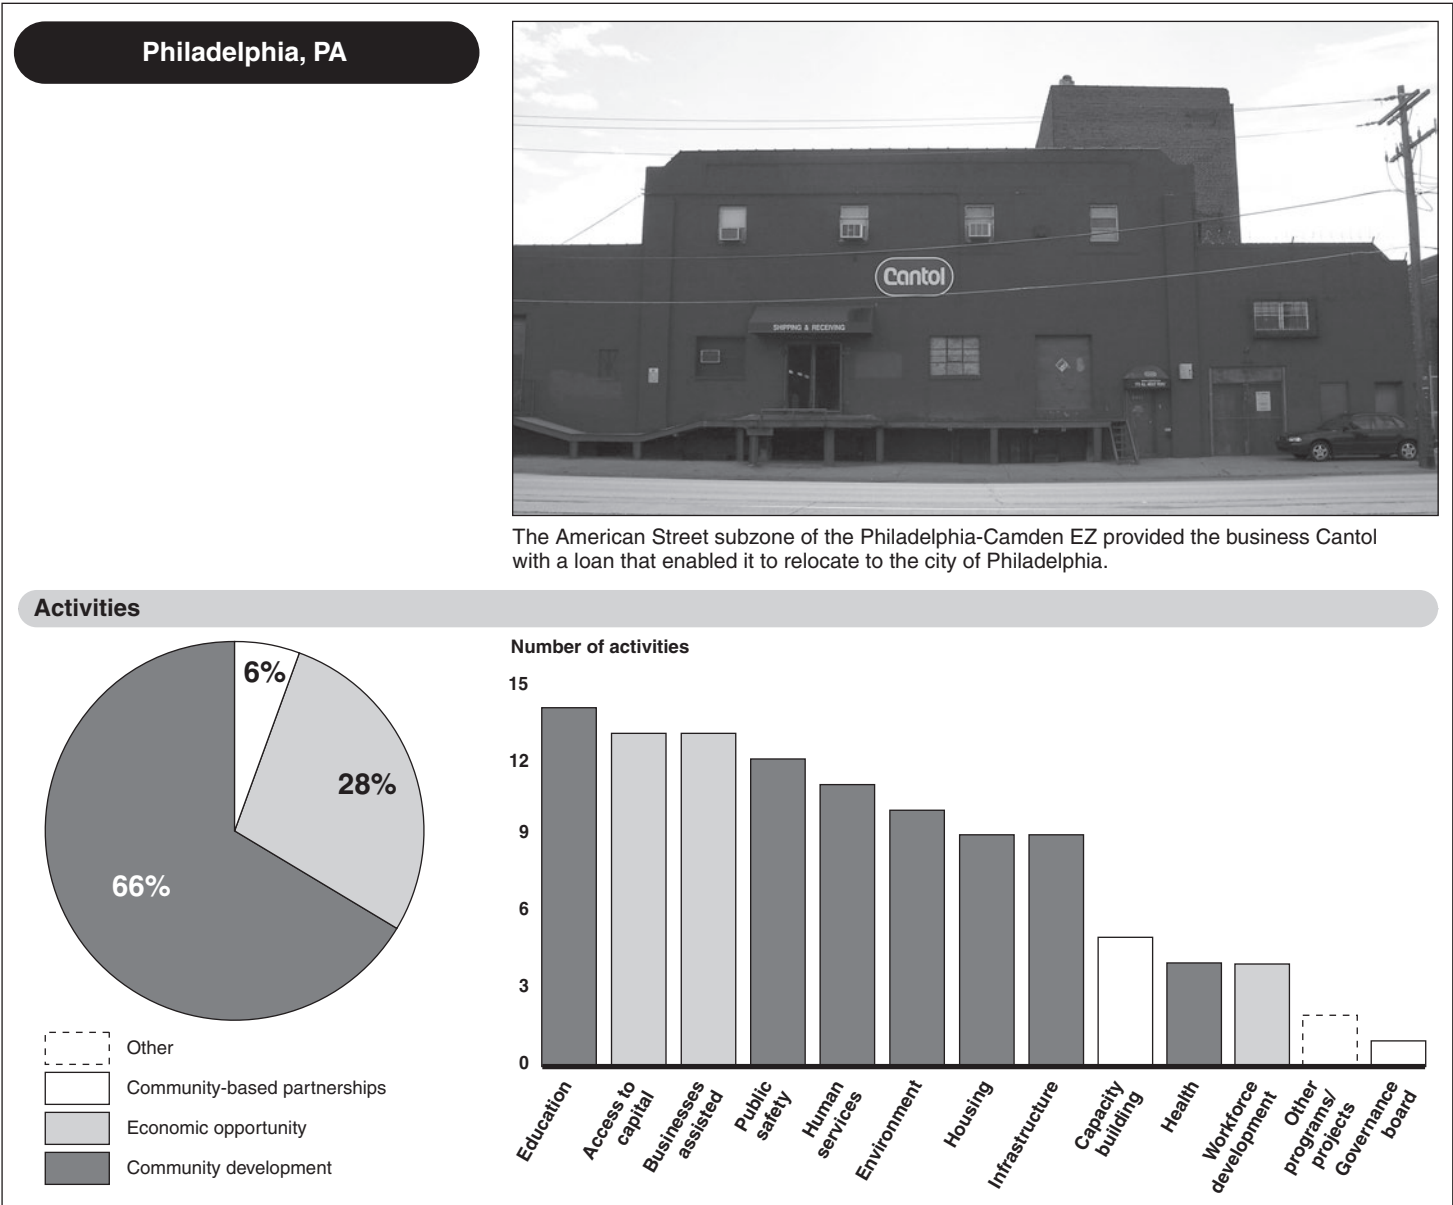 Philadelphia, PA
Cantol
SHIPPING & RECEIVING
The American Street subzone of the Philadelphia-Camden EZ provided the business Cantol
with a loan that enabled it to relocate to the city of Philadelphia.
Activities
6%
28%
66%
Other
Community-based partnerships
Economic opportunity
Community development
Number of activities
15
12
9
6
3
0
Education
Access to
capital
Businesses
assisted
Public
safety
Human
services
Environment
Housing
Infrastructure
Capacity
building
Health
Workforce
development
Other
programs/
projects
Governance
board